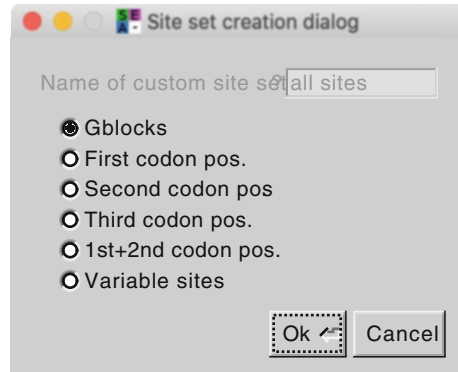 SE
A-
Site set creation dialog
Name of custom site set? all sites
Gblocks
First codon pos.
Second codon pos
Third codon pos.
1st+2nd codon pos.
Variable sites
Ok Cancel